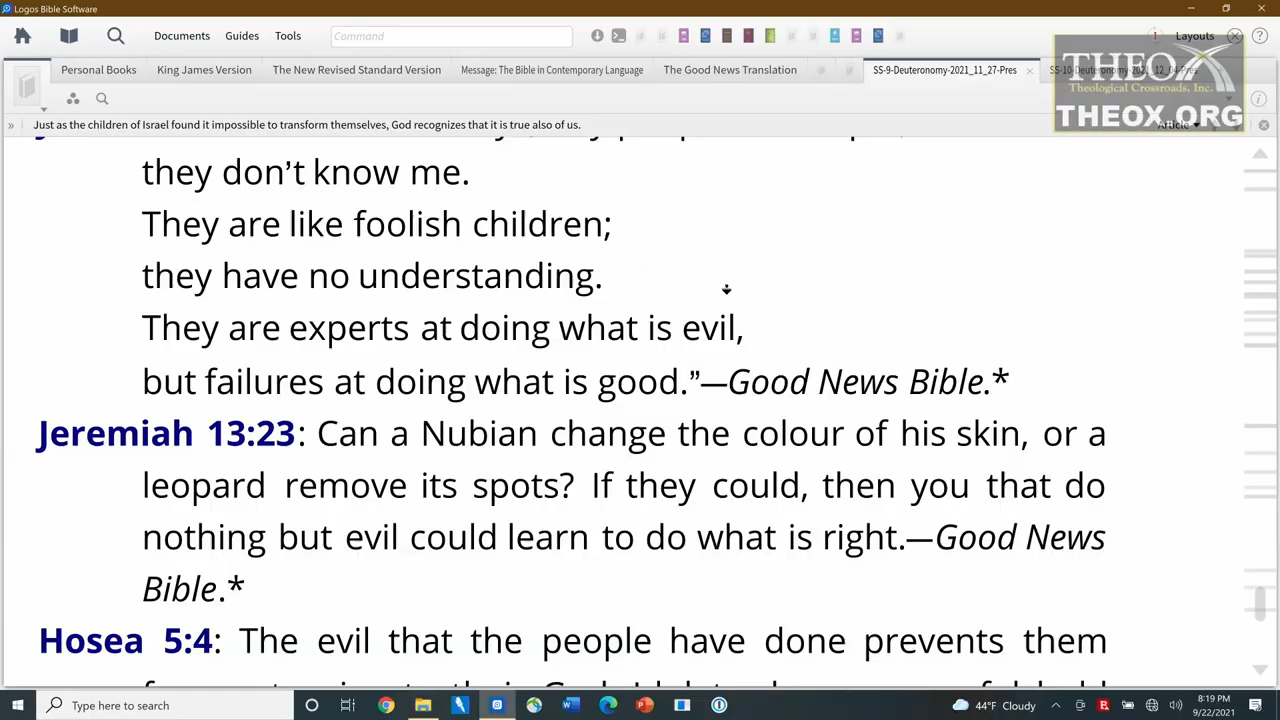 Logos Bible Software
Documents Guides Tools Command Layouts
Personal Books King James Version The New Revised Standard Message: The Bible in Contemporary Language The Good News Translation SS-9-Deuteronomy-2021_11_27-Pres SS-10-Deuteronomy-2021_12_04-Pres
THEOX
Theological Crossroads, Inc.
THEOX.ORG
Just as the children of Israel found it impossible to transform themselves, God recognizes that it is true also of us. Article
they don’t know me.
They are like foolish children;
they have no understanding.
They are experts at doing what is evil,
but failures at doing what is good.”—Good News Bible.*
Jeremiah 13:23: Can a Nubian change the colour of his skin, or a
leopard remove its spots? If they could, then you that do
nothing but evil could learn to do what is right.—Good News
Bible.*
Hosea 5:4: The evil that the people have done prevents them
Type here to search
44°F Cloudy
8:19 PM
9/22/2021